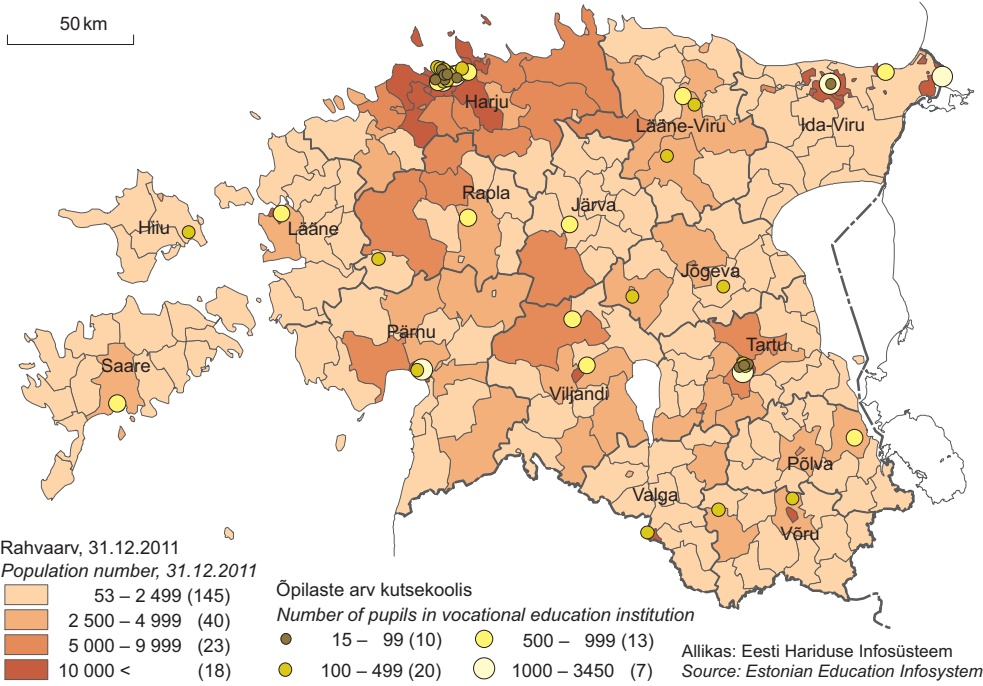 50 km
Harju
Lääne-Viru
Ida-Viru
Rapla
Järva
Hiiu
Lääne
Jõgeva
Pärnu
Tartu
Saare
Viljandi
Põlva
Valga
Võru
Rahvaarv, 31.12.2011
Population number, 31.12.2011
53 – 2 499 (145)
2 500 – 4 999 (40)
5 000 – 9 999 (23)
10 000 < (18)
Õpilaste arv kutsekoolis
Number of pupils in vocational education institution
15 – 99 (10)
500 – 999 (13)
100 – 499 (20)
1000 – 3450 (7)
Allikas: Eesti Hariduse Infosüsteem
Source: Estonian Education Infosystem